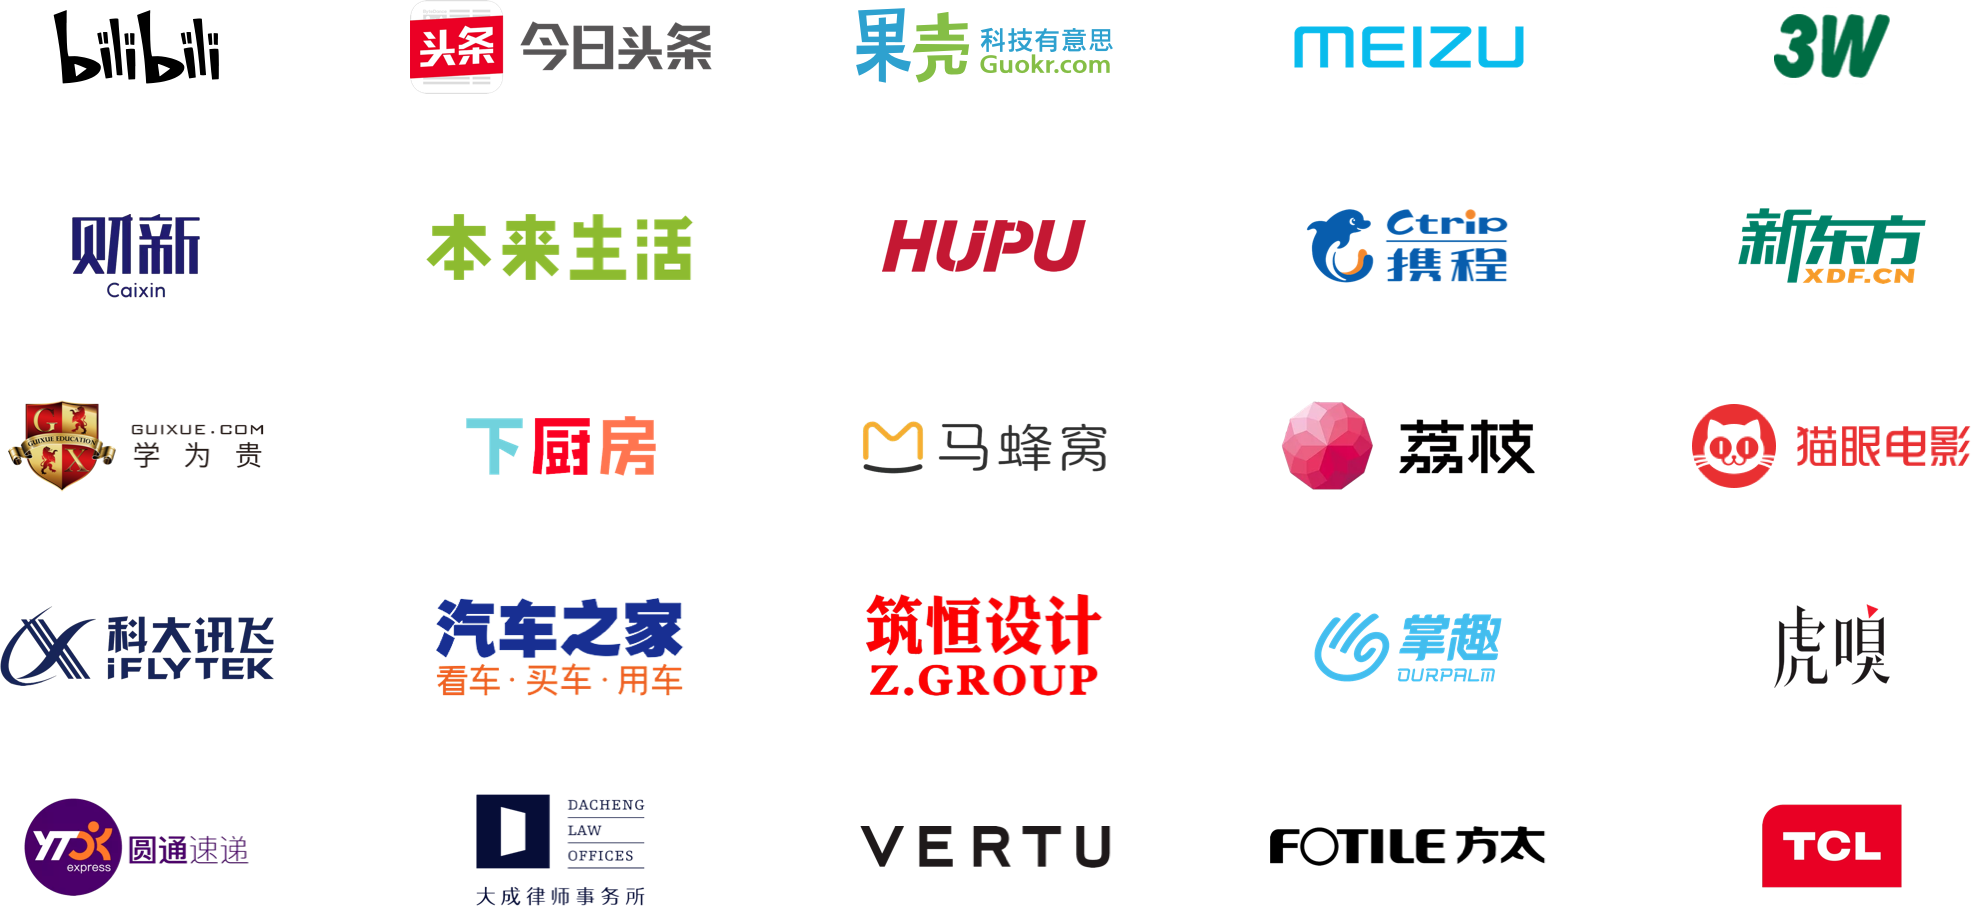 bilibili
头条 今日头条
果壳 科技有意思
Guokr.com
MEIZU
3W
财新
Caixin
本来生活
HUPU
Ctrip
携程
新东方
XDF.CN
G
GUIXUE EDUCATION
X
GUIXUE.COM
学为贵
下厨房
马蜂窝
荔枝
猫眼电影
科大讯飞
iFLYTEK
汽车之家
看车·买车·用车
筑恒设计
Z.GROUP
掌趣
OURPALM
虎嗅
YTO
express
圆通速递
DACHENG
LAW
OFFICES
大成律师事务所
VERTU
FOTILE 方太
TCL